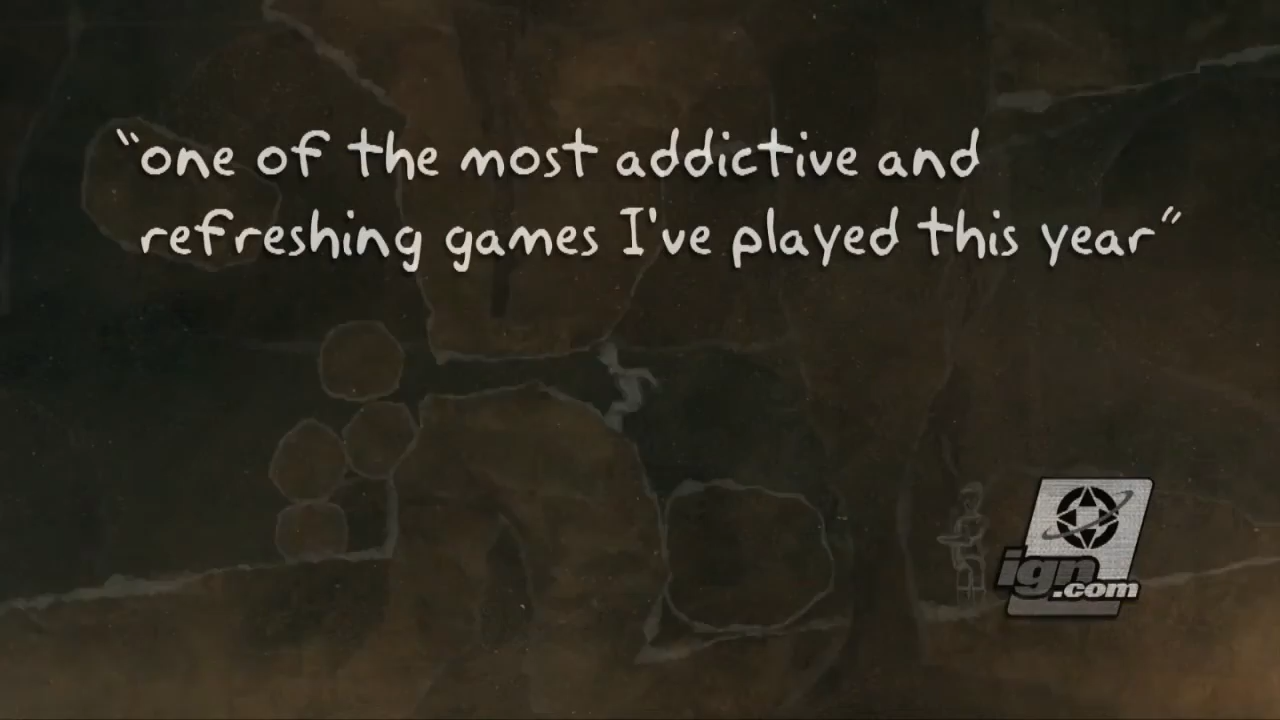 “one of the most addictive and
refreshing games I've played this year”
ign
.com